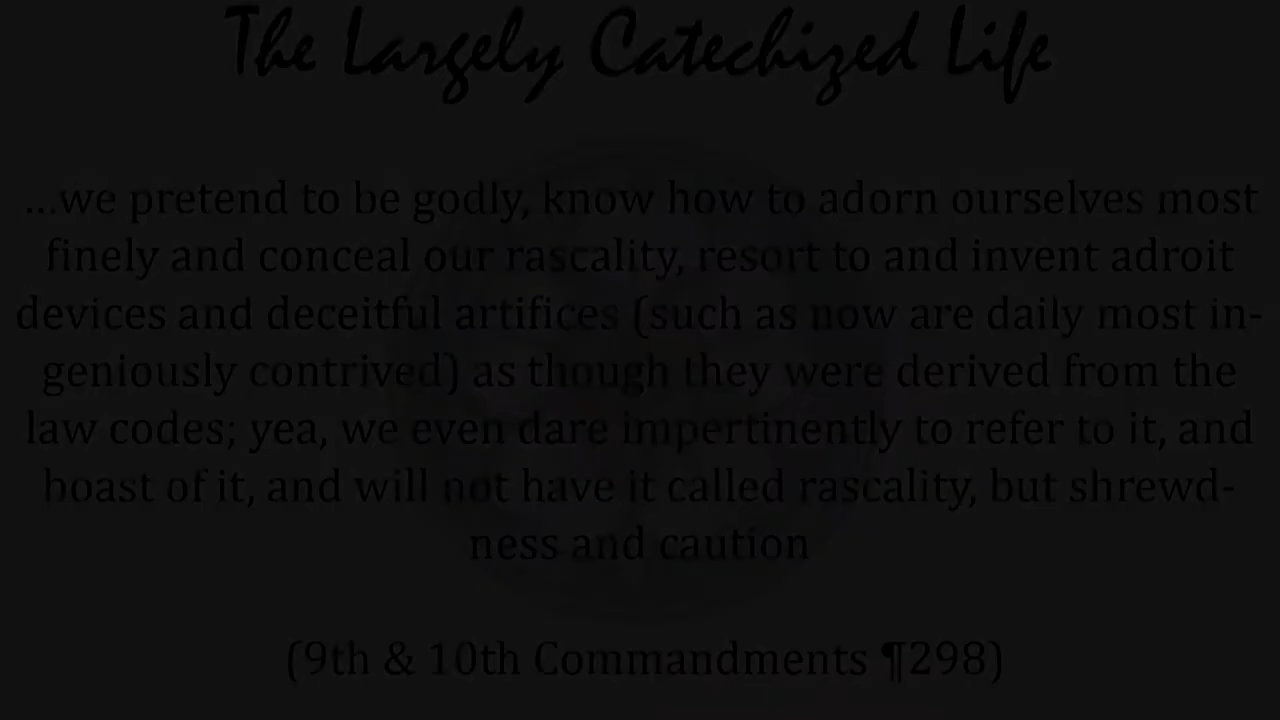 The Largely Catechized Life
...we pretend to be godly, know how to adorn ourselves most
finely and conceal our rascality, resort to and invent adroit
devices and deceitful artifices (such as now are daily most in-
geniously contrived) as though they were derived from the
law codes; yea, we even dare impertinently to refer to it, and
boast of it, and will not have it called rascality, but shrewd-
ness and caution
(9th & 10th Commandments ¶298)